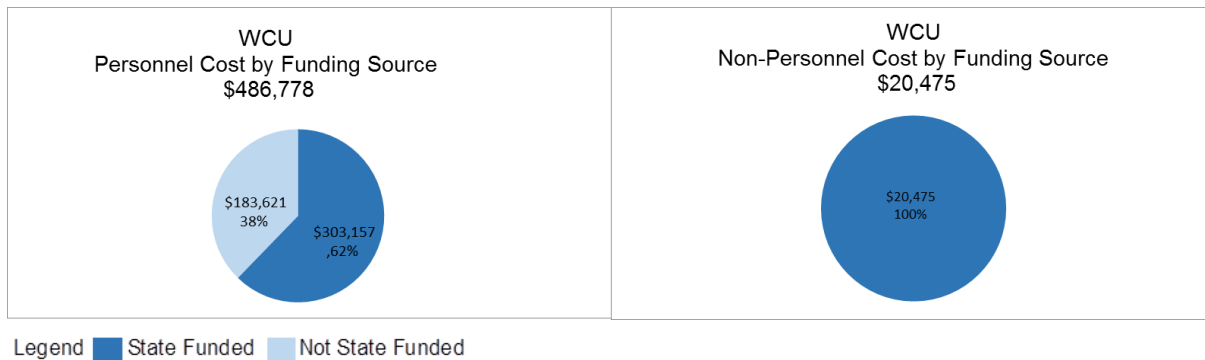 WCU
Personnel Cost by Funding Source
$486,778
$183,621
38%
$303,157
,62%
WCU
Non-Personnel Cost by Funding Source
$20,475
$20,475
100%
Legend State Funded Not State Funded